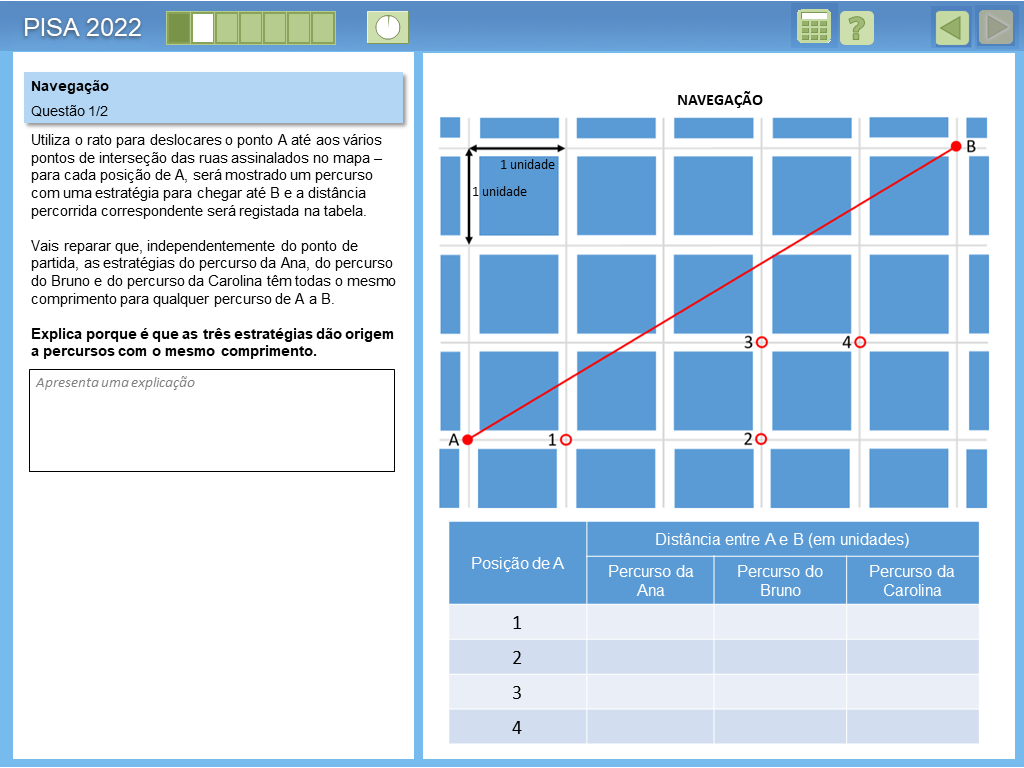 PISA 2022
?
Navegação
Questão 1/2
Utiliza o rato para deslocares o ponto A até aos vários
pontos de interseção das ruas assinalados no mapa –
para cada posição de A, será mostrado um percurso
com uma estratégia para chegar até B e a distância
percorrida correspondente será registada na tabela.
Vais reparar que, independentemente do ponto de
partida, as estratégias do percurso da Ana, do percurso
do Bruno e do percurso da Carolina têm todas o mesmo
comprimento para qualquer percurso de A a B.
Explica porque é que as três estratégias dão origem
a percursos com o mesmo comprimento.
Apresenta uma explicação
NAVEGAÇÃO
B
1 unidade
1 unidade
3
4
A
1
2
Posição de A
Distância entre A e B (em unidades)
Percurso da
Ana
Percurso do
Bruno
Percurso da
Carolina
1
2
3
4